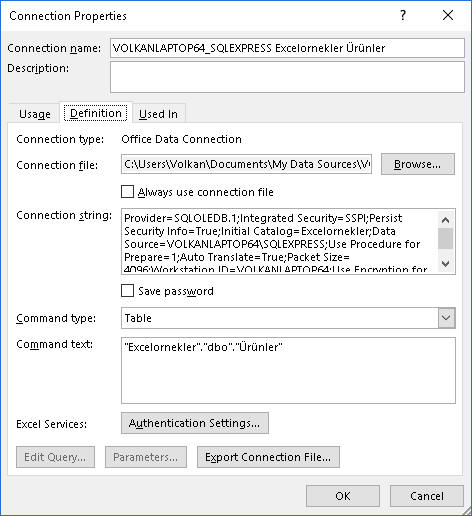 Connection Properties
Connection name: VOLKANLAPTOP64_SQLEXPRESS Excelornekler Ürünler
Description:
Usage Definition Used In
Connection type: Office Data Connection
Connection file: C:\Users\Volkan\Documents\My Data Sources\V Browse...
Always use connection file
Connection string: Provider=SQLOLEDB.1;Integrated Security=SSPI;Persist
Security Info=True;Initial Catalog=Excelornekler;Data
Source=VOLKANLAPTOP64\SQLEXPRESS;Use Procedure for
Prepare=1;Auto Translate=True;Packet Size=
4096;Workstation ID=VOLKANLAPTOP64;Use Encryption for
Save password
Command type: Table
Command text: "Excelornekler"."dbo"."Ürünler"
Excel Services: Authentication Settings...
Edit Query... Parameters... Export Connection File...
OK Cancel